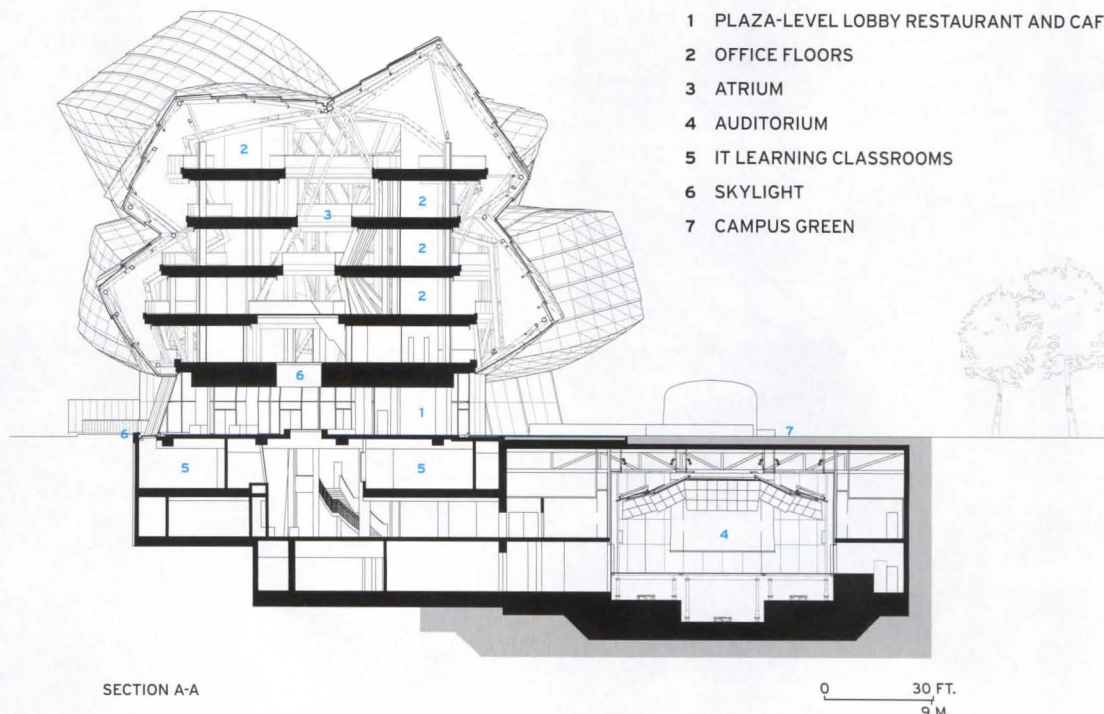 1 PLAZA-LEVEL LOBBY RESTAURANT AND CAF
2 OFFICE FLOORS
3 ATRIUM
4 AUDITORIUM
5 IT LEARNING CLASSROOMS
6 SKYLIGHT
7 CAMPUS GREEN
2
2
3
2
2
6
1
6
7
5
5
4
SECTION A-A
0 30 FT.
9 M.